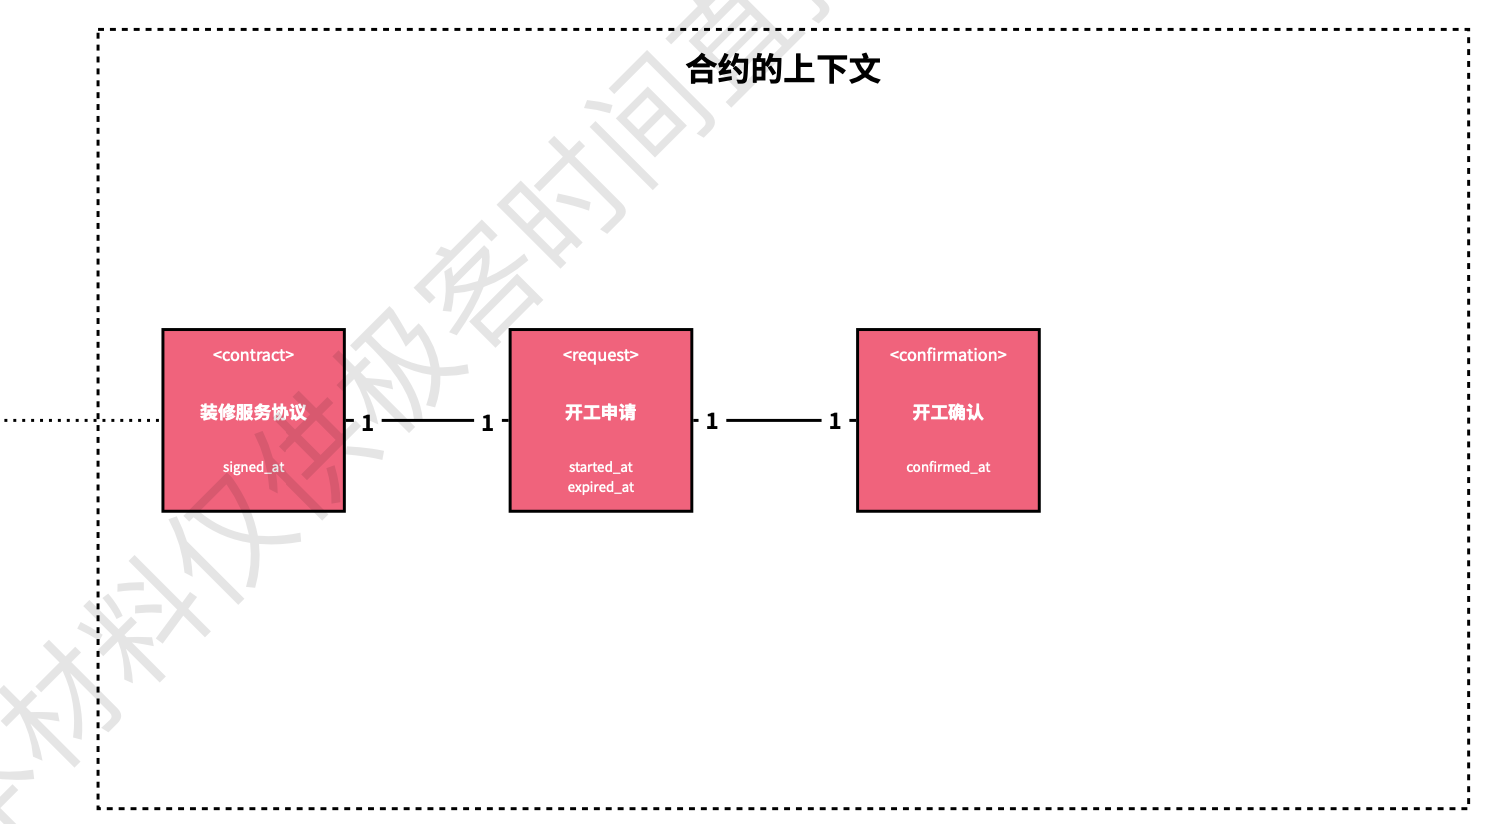 合约的上下文
<contract>
装修服务协议
signed_at
1
1
<request>
开工申请
started_at
expired_at
1
1
<confirmation>
开工确认
confirmed_at
材料仅供极客时间直